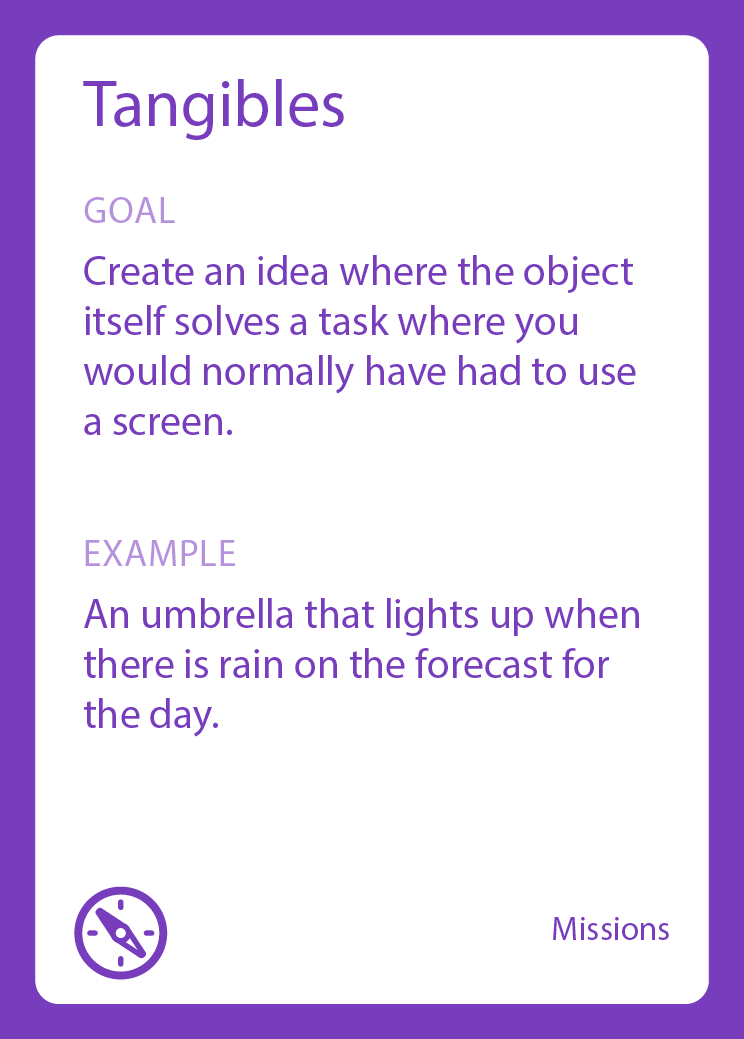 Tangibles
GOAL
Create an idea where the object
itself solves a task where you
would normally have had to use
a screen.
EXAMPLE
An umbrella that lights up when
there is rain on the forecast for
the day.
Missions